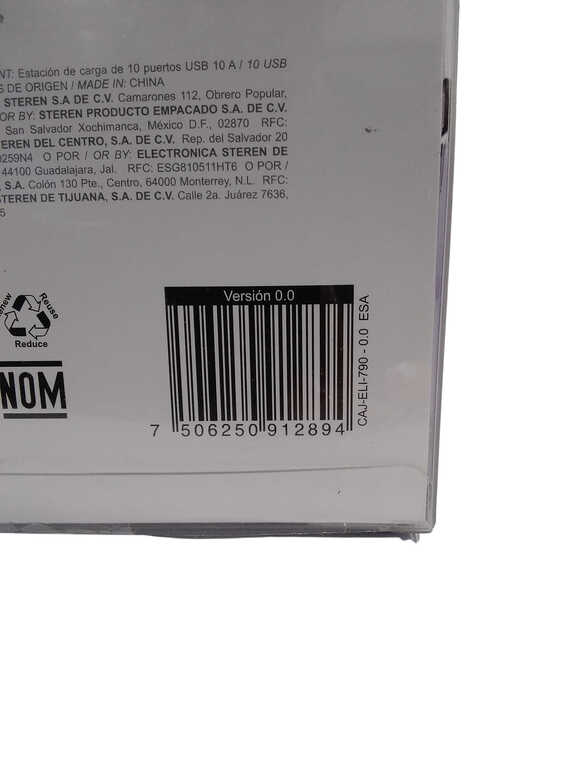 NT: Estación de carga de 10 puertos USB 10 A / 10 USB
S DE ORIGEN / MADE IN: CHINA
STEREN S.A DE C.V. Camarones 112, Obrero Popular,
OR BY: STEREN PRODUCTO EMPACADO S.A. DE C.V.
San Salvador Xochimanca, México D.F., 02870 RFC:
TEREN DEL CENTRO, S.A. DE C.V. Rep. del Salvador 20
0259N4 O POR / OR BY: ELECTRONICA STEREN DE
44100 Guadalajara, Jal. RFC: ESG810511HT6 O POR /
, S.A. Colón 130 Pte., Centro, 64000 Monterrey, N.L. RFC:
STEREN DE TIJUANA, S.A. DE C.V. Calle 2a. Juárez 7636,
5
Reuse
Reduce
NOM
Versión 0.0
7 506250 912894
CAJ-ELI-790 - 0.0 ESA